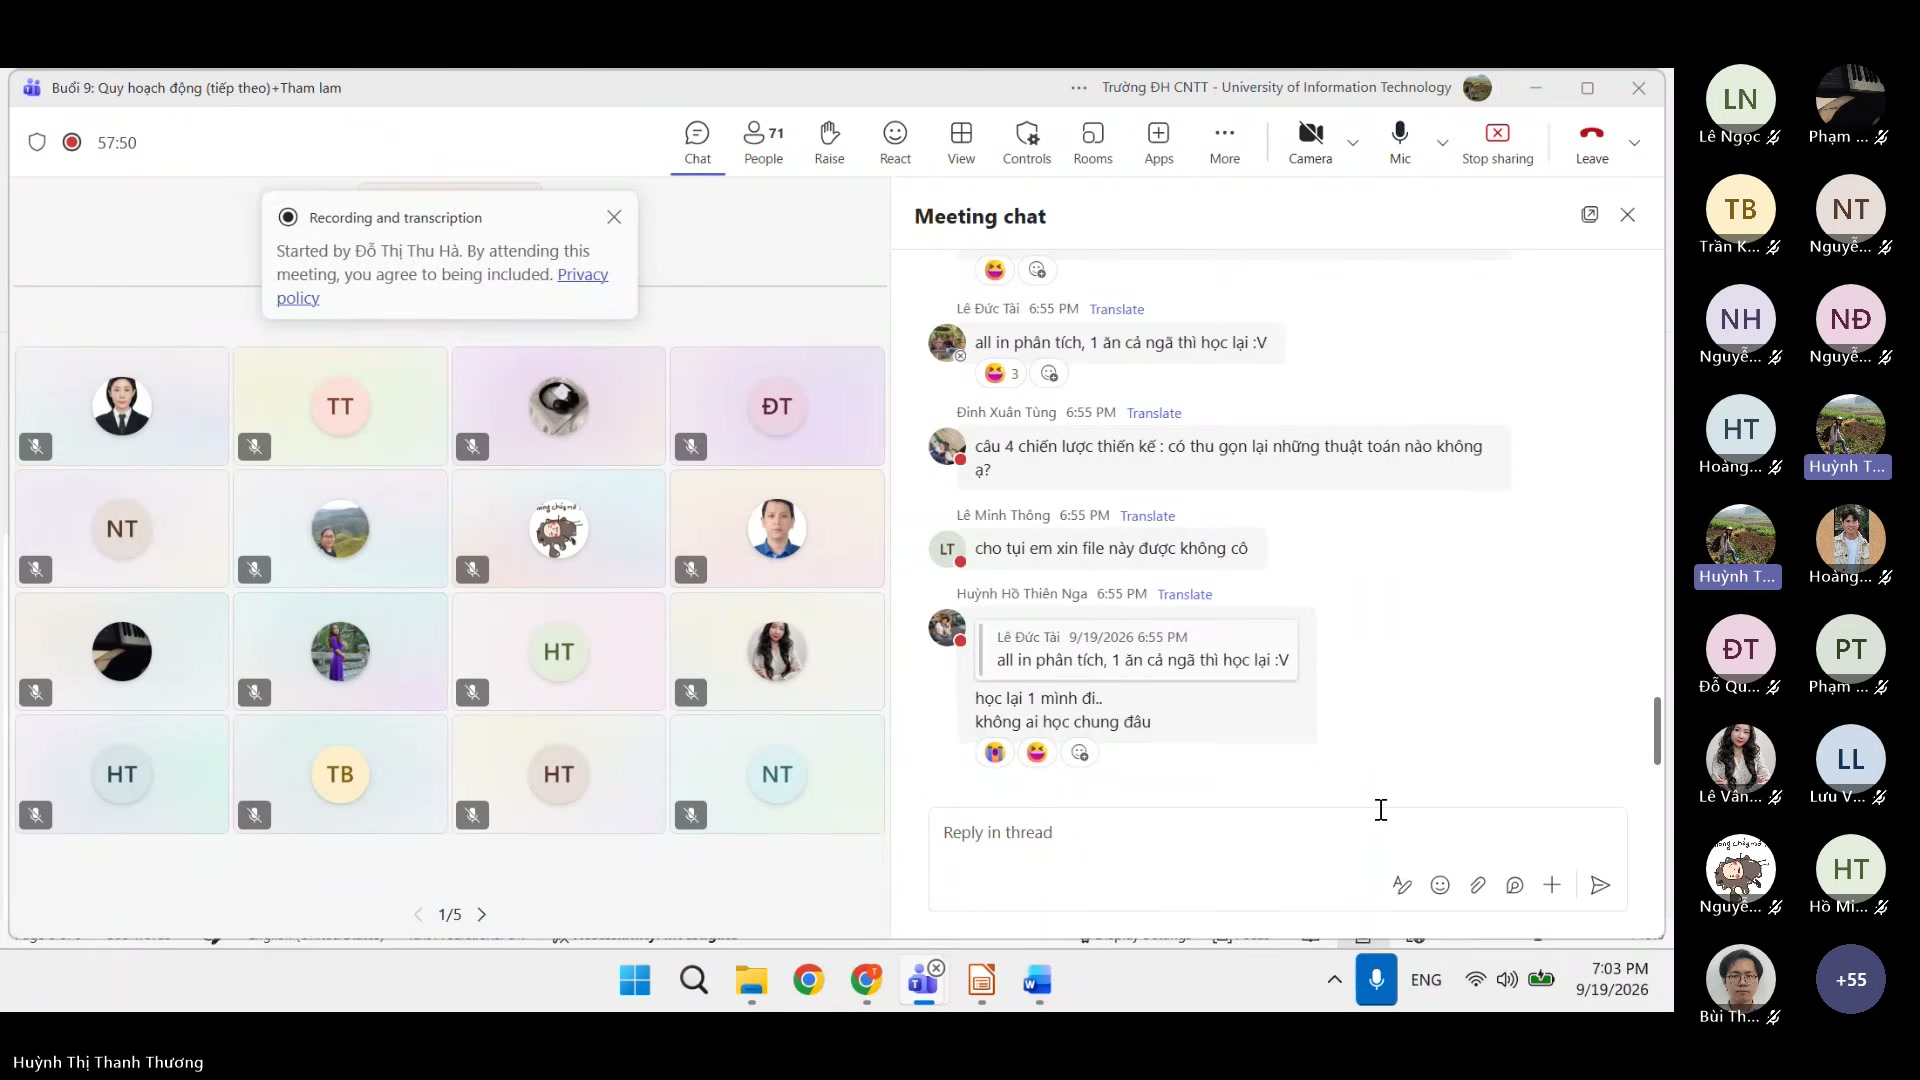 Buổi 9: Quy hoạch động (tiếp theo)+Tham lam
Trường ĐH CNTT - University of Information Technology
57:50
Chat
71
People
Raise
React
View
Controls
Rooms
Apps
More
Camera
Mic
Stop sharing
Leave
Recording and transcription
Started by Đỗ Thị Thu Hà. By attending this
meeting, you agree to being included. Privacy
policy
TT
ĐT
NT
HT
HT
TB
HT
NT
1/5
Meeting chat
Lê Đức Tài 6:55 PM Translate
all in phân tích, 1 ăn cả ngã thì học lại :V
3
Đinh Xuân Tùng 6:55 PM Translate
câu 4 chiến lược thiến kế : có thu gọn lại những thuật toán nào không
ạ?
Lê Minh Thông 6:55 PM Translate
LT
cho tụi em xin file này được không cô
Huỳnh Hồ Thiên Nga 6:55 PM Translate
Lê Đức Tài 9/19/2026 6:55 PM
all in phân tích, 1 ăn cả ngã thì học lại :V
học lại 1 mình đi..
không ai học chung đâu
Reply in thread
ENG
7:03 PM
9/19/2026
LN
Lê Ngọc
Phạm ...
TB
Trần K...
NT
Nguyễ...
NH
Nguyễ...
NĐ
Nguyễ...
HT
Hoàng...
Huỳnh T...
Huỳnh T...
Hoàng...
ĐT
Đỗ Qu...
PT
Phạm ...
Lê Vân...
LL
Lưu V...
Nguyễ...
HT
Hồ Mi...
Bùi Th...
+55
Huỳnh Thị Thanh Thương